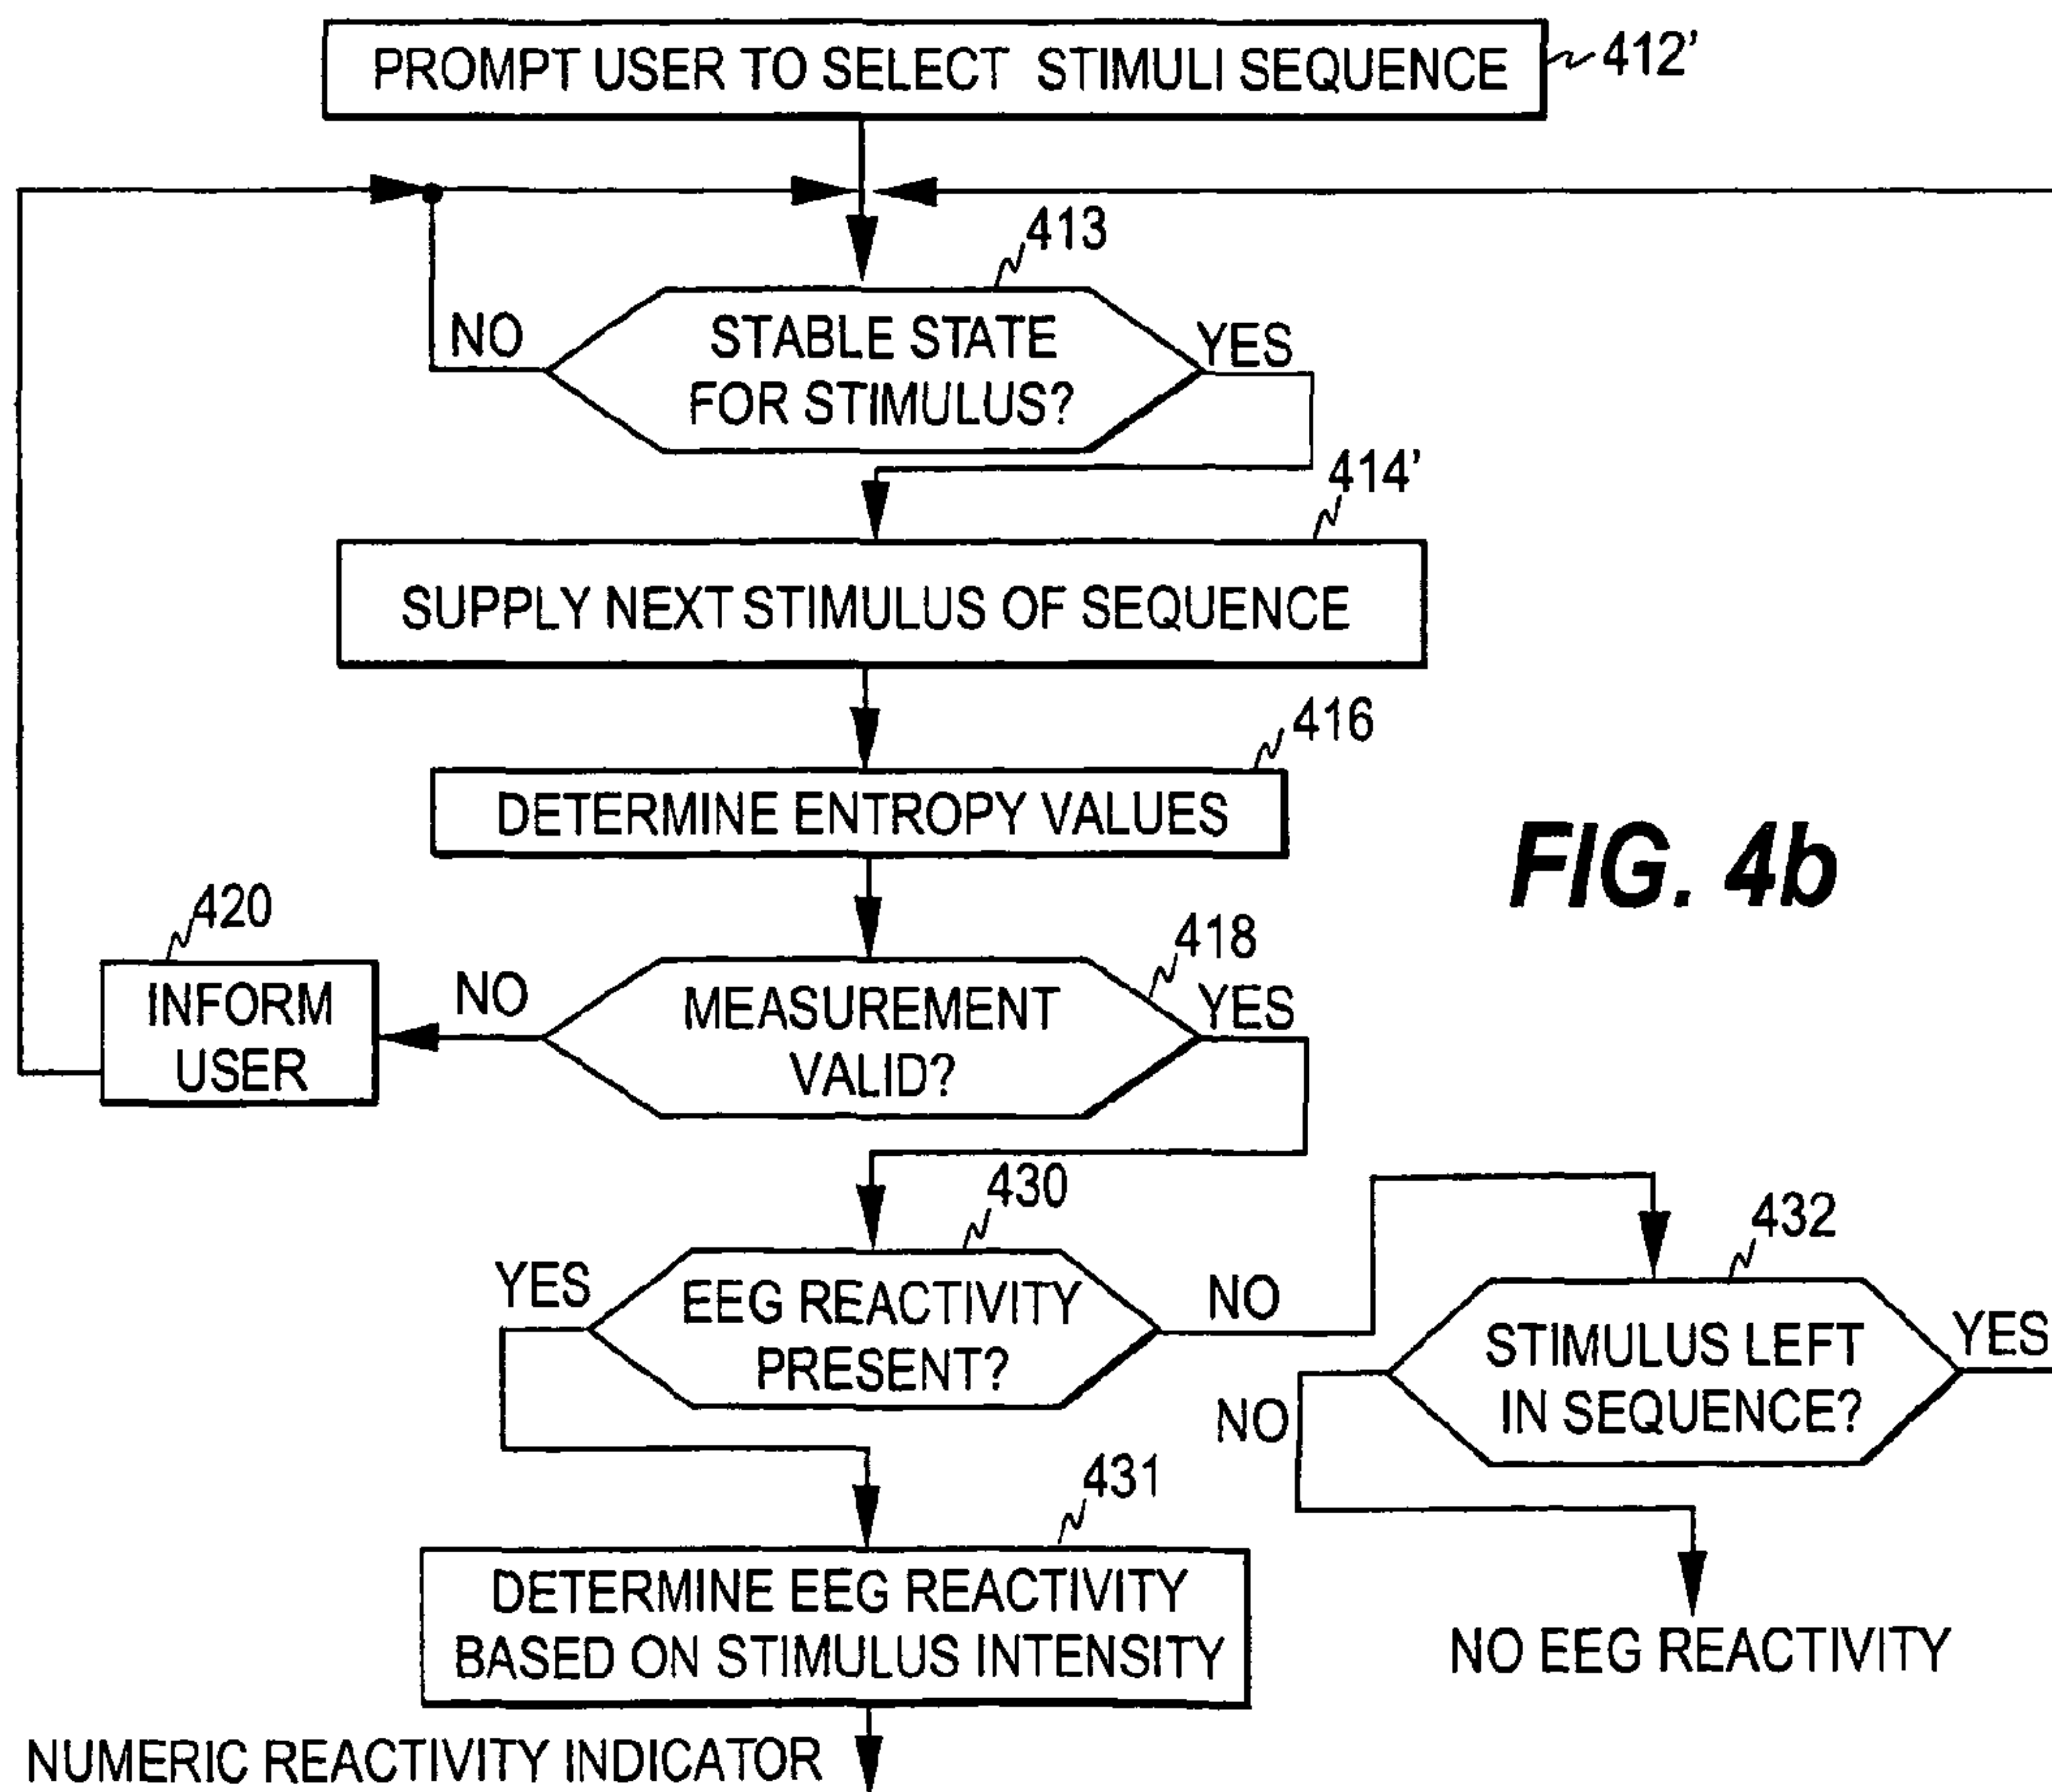 PROMPT USER TO SELECT STIMULI SEQUENCE
412'
413
NO
STABLE STATE
FOR STIMULUS?
YES
414'
SUPPLY NEXT STIMULUS OF SEQUENCE
416
DETERMINE ENTROPY VALUES
FIG. 4b
420
INFORM
USER
NO
418
MEASUREMENT
VALID?
YES
430
YES
EEG REACTIVITY
PRESENT?
NO
432
STIMULUS LEFT
IN SEQUENCE?
YES
NO
431
DETERMINE EEG REACTIVITY
BASED ON STIMULUS INTENSITY
NO EEG REACTIVITY
NUMERIC REACTIVITY INDICATOR